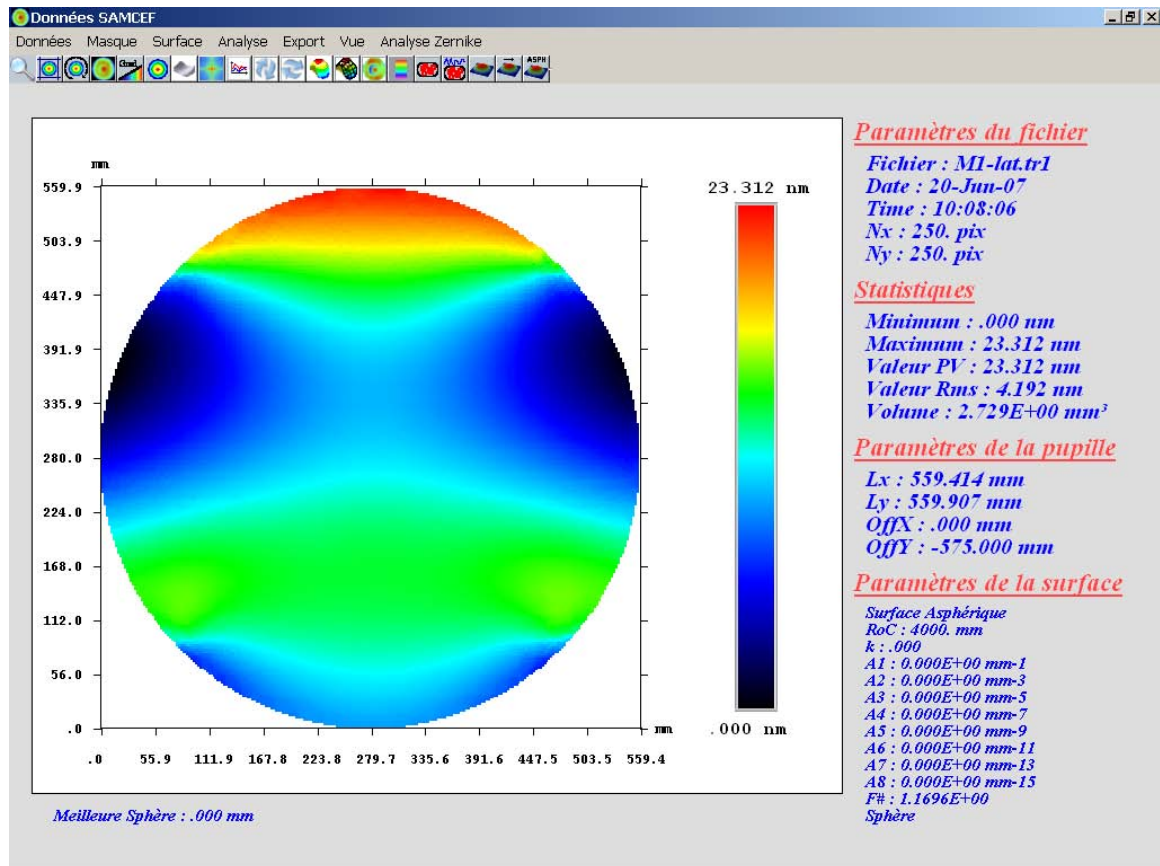 Données SAMCEF
Données Masque Surface Analyse Export Vue Analyse Zernike
Grad
ASPH
mm
559.9
503.9
447.9
391.9
335.9
280.0
224.0
168.0
112.0
56.0
.0
mm
.0 55.9 111.9 167.8 223.8 279.7 335.6 391.6 447.5 503.5 559.4
23.312 nm
.000 nm
Meilleure Sphère : .000 mm
Paramètres du fichier
Fichier : M1-lat.tr1
Date : 20-Jun-07
Time : 10:08:06
Nx : 250. pix
Ny : 250. pix
Statistiques
Minimum : .000 nm
Maximum : 23.312 nm
Valeur PV : 23.312 nm
Valeur Rms : 4.192 nm
Volume : 2.729E+00 mm³
Paramètres de la pupille
Lx : 559.414 mm
Ly : 559.907 mm
OffX : .000 mm
OffY : -575.000 mm
Paramètres de la surface
Surface Asphérique
RoC : 4000. mm
k : .000
A1 : 0.000E+00 mm-1
A2 : 0.000E+00 mm-3
A3 : 0.000E+00 mm-5
A4 : 0.000E+00 mm-7
A5 : 0.000E+00 mm-9
A6 : 0.000E+00 mm-11
A7 : 0.000E+00 mm-13
A8 : 0.000E+00 mm-15
F# : 1.1696E+00
Sphère